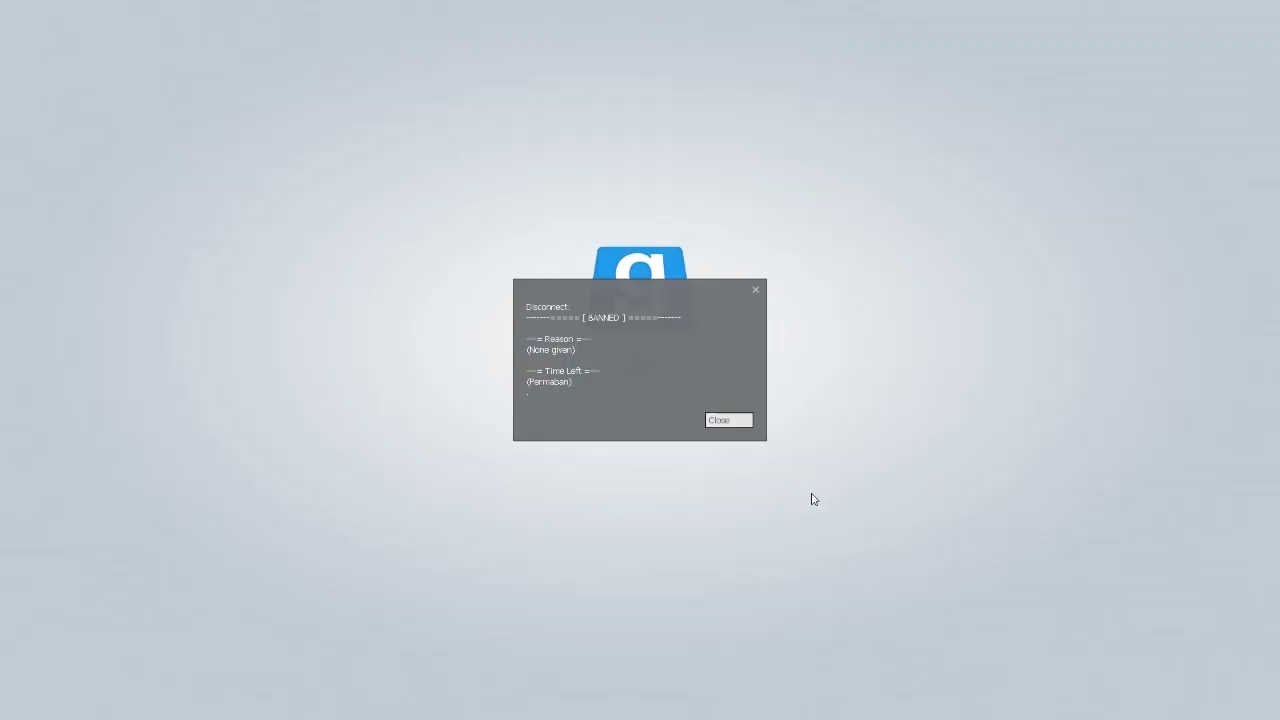 g
Disconnect:
-------===== [ BANNED ] =====-------
---= Reason =---
(None given)
---= Time Left =---
(Permaban)
.
Close